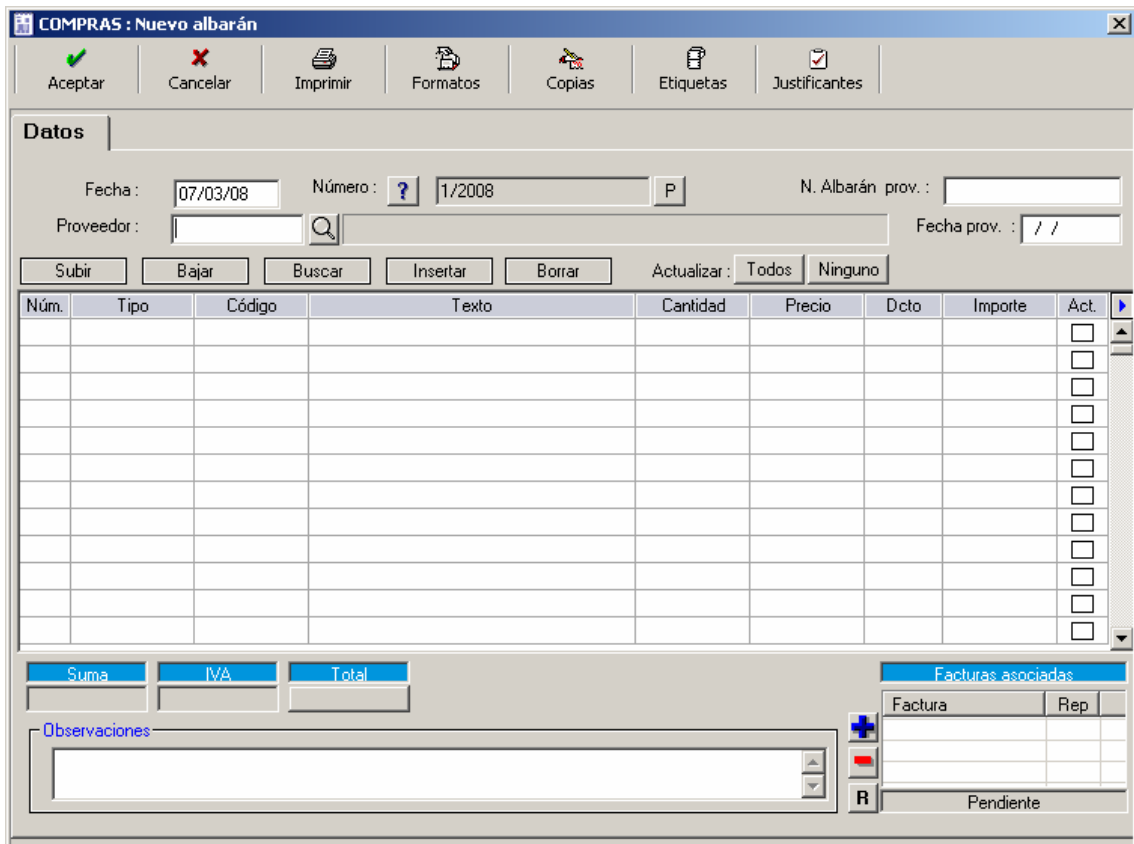 COMPRAS : Nuevo albarán
Aceptar Cancelar Imprimir Formatos Copias Etiquetas Justificantes
Datos
Fecha : 07/03/08 Número : ? 1/2008 P N. Albarán prov. :
Proveedor : Fecha prov. : / /
Subir Bajar Buscar Insertar Borrar Actualizar : Todos Ninguno
Núm. Tipo Código Texto Cantidad Precio Dcto Importe Act.
Suma IVA Total Facturas asociadas
Factura Rep
Observaciones
R Pendiente